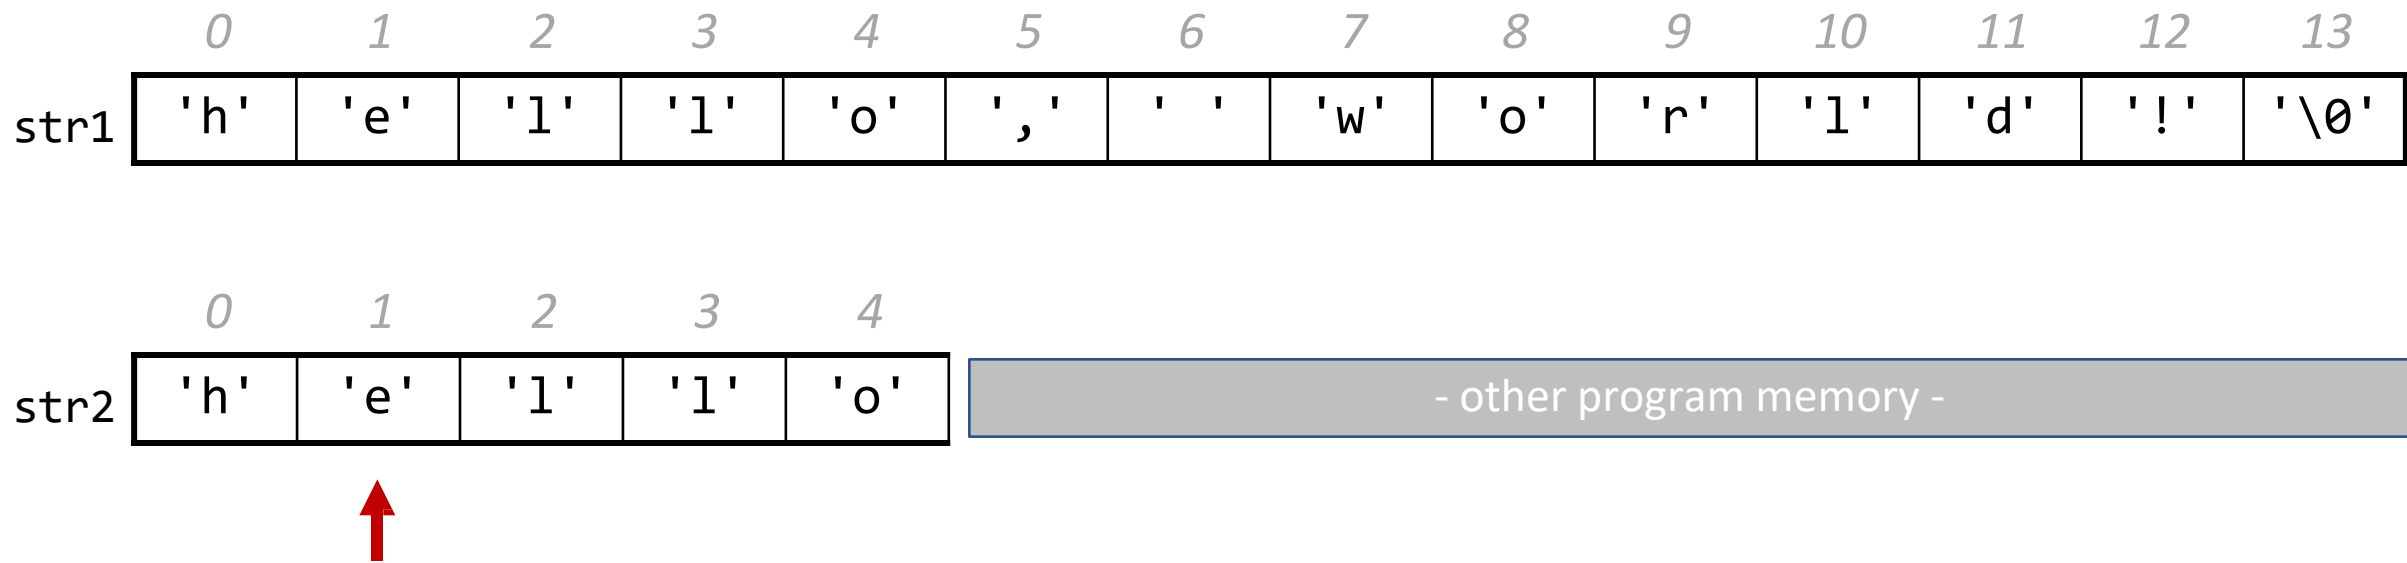 0 1 2 3 4 5 6 7 8 9 10 11 12 13
str1 'h' 'e' 'l' 'l' 'o' ',' ' ' 'w' 'o' 'r' 'l' 'd' '!' '\0'
0 1 2 3 4
str2 'h' 'e' 'l' 'l' 'o' - other program memory -